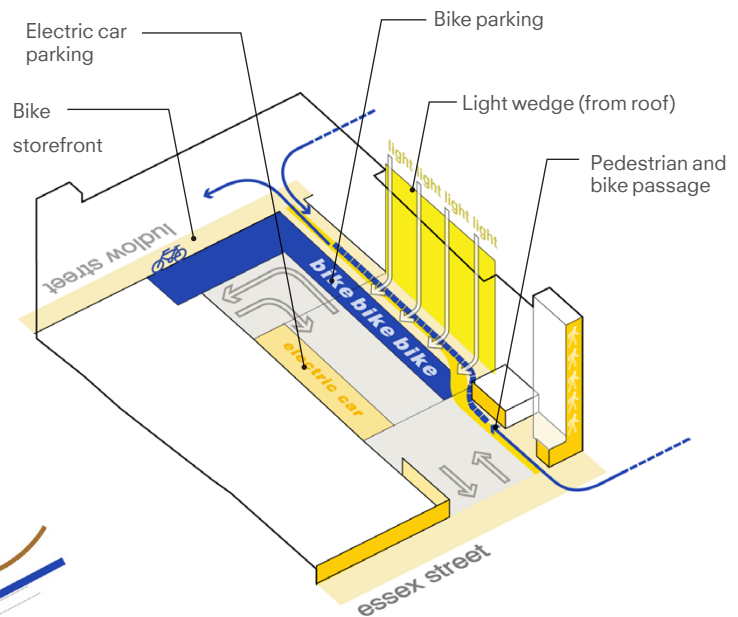 Electric car
parking
Bike parking
Bike
storefront
Light wedge (from roof)
Pedestrian and
bike passage
light light light light
ludlow street
bike bike bike
electric car
essex street